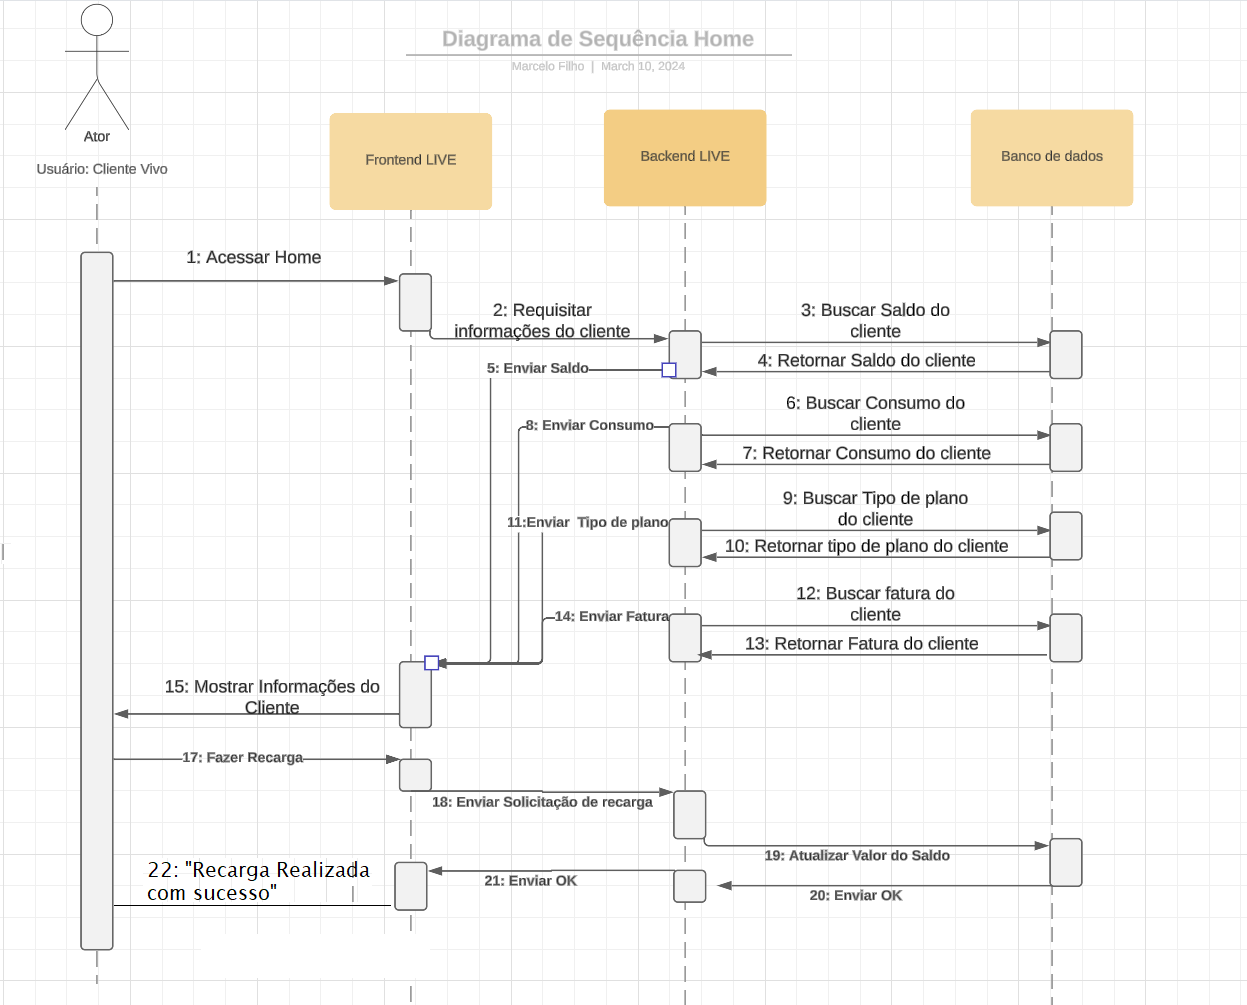 Diagrama de Sequência Home
Marcelo Filho | March 10, 2024
Ator
Usuário: Cliente Vivo
Frontend LIVE
Backend LIVE
Banco de dados
1: Acessar Home
2: Requisitar
informações do cliente
3: Buscar Saldo do
cliente
4: Retornar Saldo do cliente
5: Enviar Saldo
6: Buscar Consumo do
cliente
7: Retornar Consumo do cliente
8: Enviar Consumo
9: Buscar Tipo de plano
do cliente
10: Retornar tipo de plano do cliente
11:Enviar Tipo de plano
12: Buscar fatura do
cliente
13: Retornar Fatura do cliente
14: Enviar Fatura
15: Mostrar Informações do
Cliente
17: Fazer Recarga
18: Enviar Solicitação de recarga
19: Atualizar Valor do Saldo
20: Enviar OK
21: Enviar OK
22: "Recarga Realizada
com sucesso"